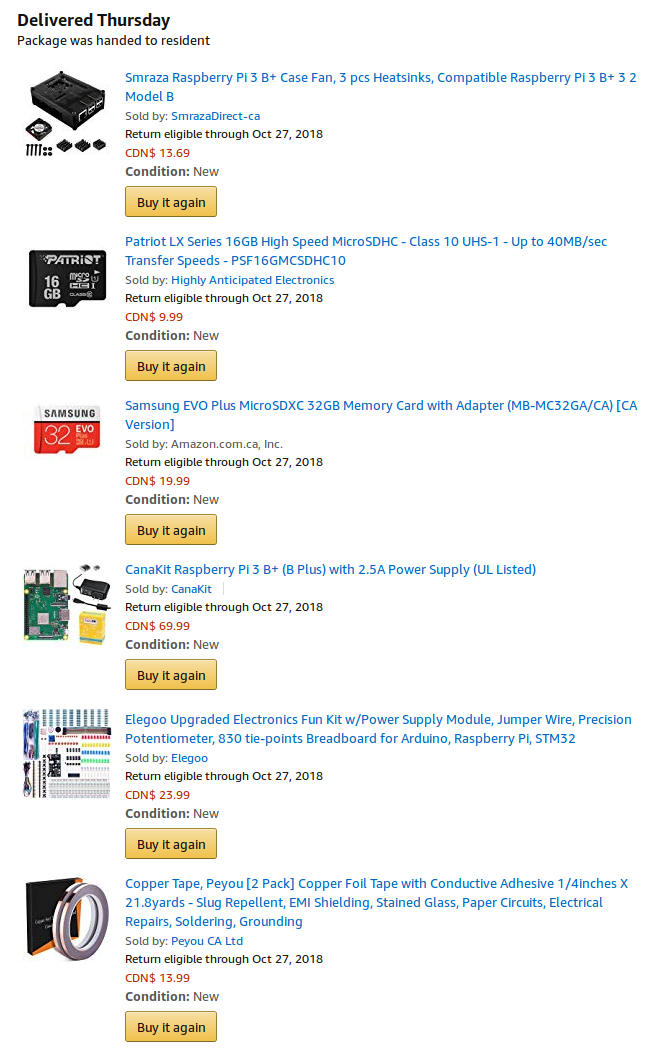 Delivered Thursday
Package was handed to resident
Smraza Raspberry Pi 3 B+ Case Fan, 3 pcs Heatsinks, Compatible Raspberry Pi 3 B+ 3 2
Model B
Sold by: SmrazaDirect-ca
Return eligible through Oct 27, 2018
CDN$ 13.69
Condition: New
Buy it again
PATRIOT
16
GB
micro
HC I
CLASS
Patriot LX Series 16GB High Speed MicroSDHC - Class 10 UHS-1 - Up to 40MB/sec
Transfer Speeds - PSF16GMCSDHC10
Sold by: Highly Anticipated Electronics
Return eligible through Oct 27, 2018
CDN$ 9.99
Condition: New
Buy it again
SAMSUNG
32 EVO
Plus
Samsung EVO Plus MicroSDXC 32GB Memory Card with Adapter (MB-MC32GA/CA) [CA
Version]
Sold by: Amazon.com.ca, Inc.
Return eligible through Oct 27, 2018
CDN$ 19.99
Condition: New
Buy it again
CanaKit Raspberry Pi 3 B+ (B Plus) with 2.5A Power Supply (UL Listed)
Sold by: CanaKit
Return eligible through Oct 27, 2018
CDN$ 69.99
Condition: New
Buy it again
Elegoo Upgraded Electronics Fun Kit w/Power Supply Module, Jumper Wire, Precision
Potentiometer, 830 tie-points Breadboard for Arduino, Raspberry Pi, STM32
Sold by: Elegoo
Return eligible through Oct 27, 2018
CDN$ 23.99
Condition: New
Buy it again
Copper Tape, Peyou [2 Pack] Copper Foil Tape with Conductive Adhesive 1/4inches X
21.8yards - Slug Repellent, EMI Shielding, Stained Glass, Paper Circuits, Electrical
Repairs, Soldering, Grounding
Sold by: Peyou CA Ltd
Return eligible through Oct 27, 2018
CDN$ 13.99
Condition: New
Buy it again